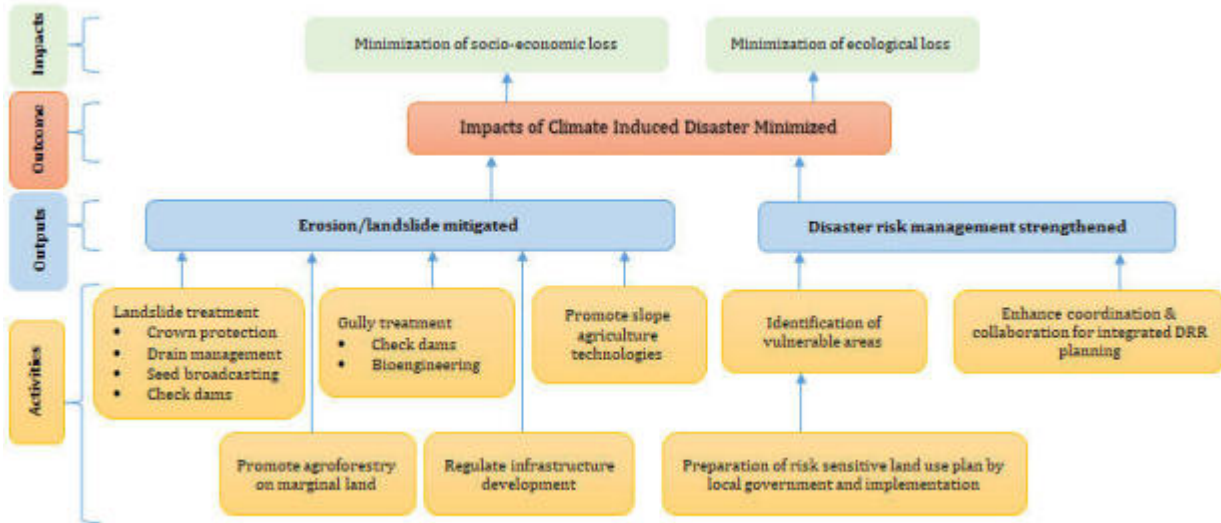 Impacts
Minimization of socio-economic loss
Minimization of ecological loss
Outcome
Impacts of Climate Induced Disaster Minimized
Outputs
Erosion/landslide mitigated
Disaster risk management strengthened
Activities
Landslide treatment
• Crown protection
• Drain management
• Seed broadcasting
• Check dams
Gully treatment
• Check dams
• Bioengineering
Promote slope
agriculture
technologies
Identification of
vulnerable areas
Enhance coordination &
collaboration for integrated DRR
planning
Promote agroforestry
on marginal land
Regulate infrastructure
development
Preparation of risk sensitive land use plan by
local government and implementation